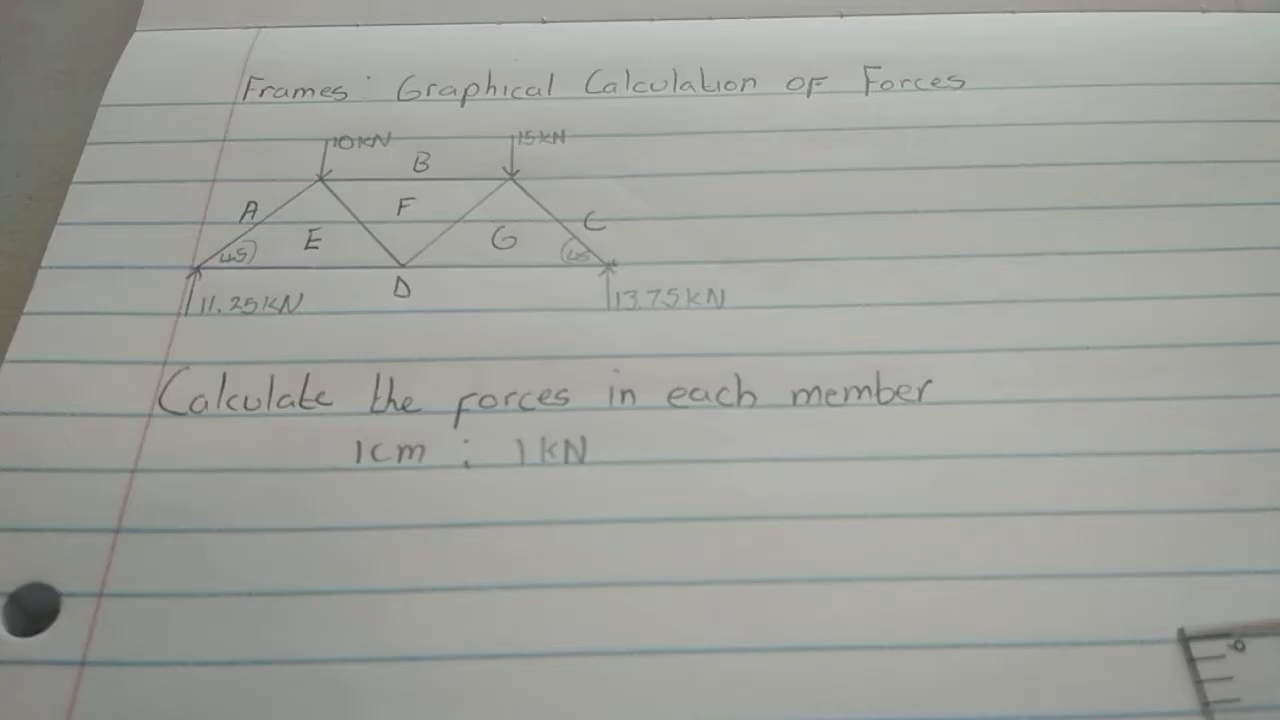 Frames: Graphical Calculation of Forces
10kN 15kN
B
A F C
45 E G 45
11.25kN D 13.75kN
Calculate the forces in each member
1cm : 1kN
0